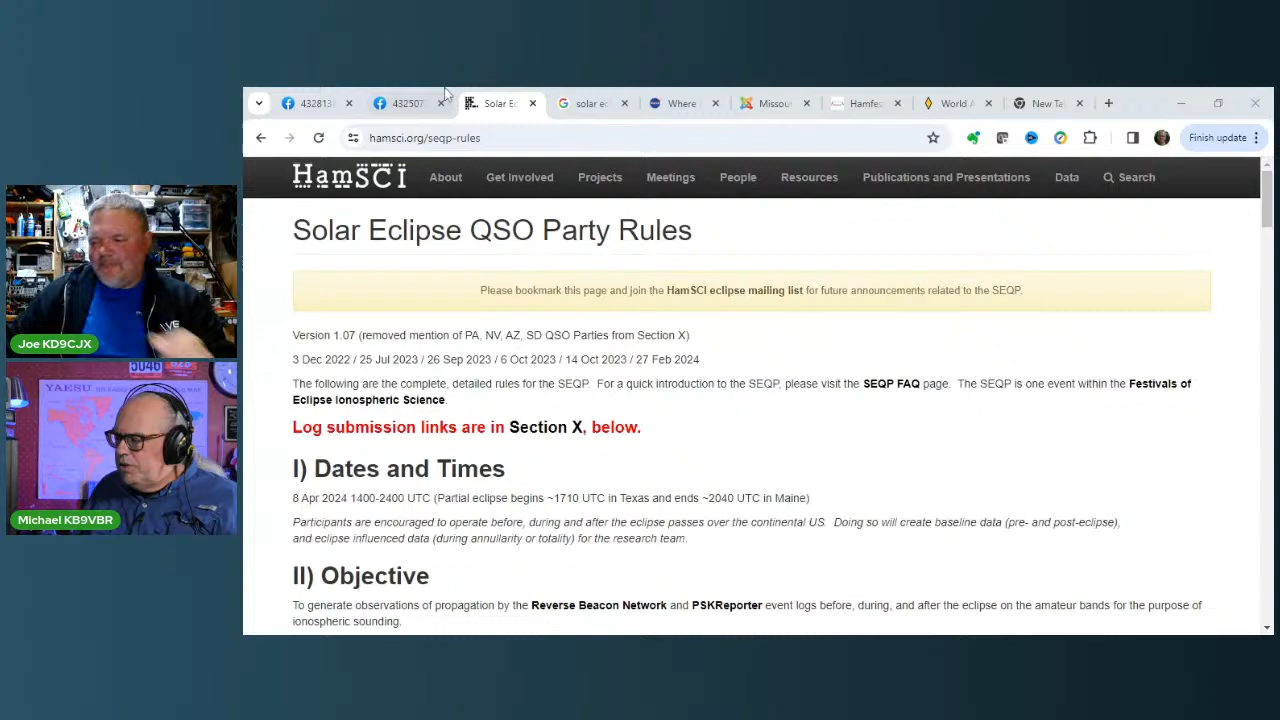 432813
432507
Solar Ec
solar ec
Where
Missou
Hamfes
World A
New Ta
hamsci.org/seqp-rules
Finish update
HamSCI
About
Get Involved
Projects
Meetings
People
Resources
Publications and Presentations
Data
Search
Solar Eclipse QSO Party Rules
Please bookmark this page and join the HamSCI eclipse mailing list for future announcements related to the SEQP.
Version 1.07 (removed mention of PA, NV, AZ, SD QSO Parties from Section X)
3 Dec 2022 / 25 Jul 2023 / 26 Sep 2023 / 6 Oct 2023 / 14 Oct 2023 / 27 Feb 2024
The following are the complete, detailed rules for the SEQP. For a quick introduction to the SEQP, please visit the SEQP FAQ page. The SEQP is one event within the Festivals of
Eclipse Ionospheric Science.
Log submission links are in Section X, below.
I) Dates and Times
8 Apr 2024 1400-2400 UTC (Partial eclipse begins ~1710 UTC in Texas and ends ~2040 UTC in Maine)
Participants are encouraged to operate before, during and after the eclipse passes over the continental US. Doing so will create baseline data (pre- and post-eclipse),
and eclipse influenced data (during annullarity or totality) for the research team.
II) Objective
To generate observations of propagation by the Reverse Beacon Network and PSKReporter event logs before, during, and after the eclipse on the amateur bands for the purpose of
ionospheric sounding.
Joe KD9CJX
YAESU
Michael KB9VBR